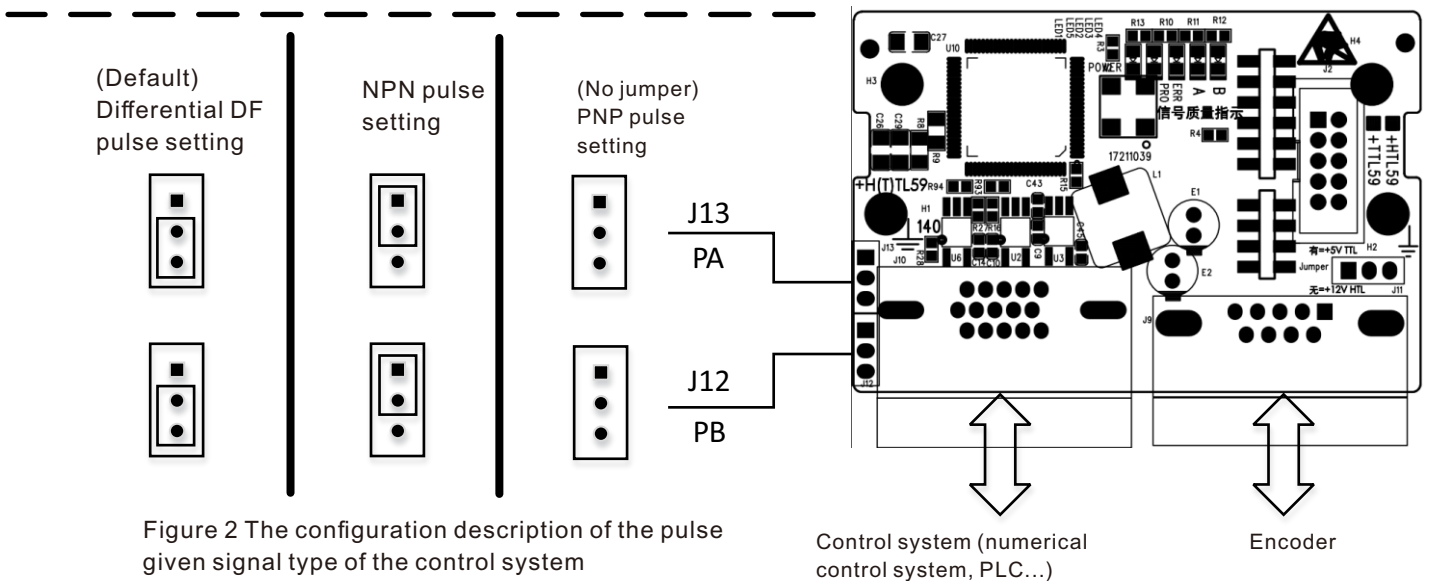 (Default)
Differential DF
pulse setting
NPN pulse
setting
(No jumper)
PNP pulse
setting
J13
PA
J12
PB
Figure 2 The configuration description of the pulse
given signal type of the control system
C27
U10
LED1
LED5
LED2
LED3
LED4
R3
POWER
R13
R10
R11
R12
H4
J2
H3
PRO
ERR
A
B
信号质量指示
R4
C26
C29
R8
R9
17211039
+TTL59
+HTL59
+H(T)TL59
R94
R93
C43
R15
L1
E1
H1
140
R27
R16
C45
J13
J10
R28
U6
C14
C10
U2
C9
U3
E2
有=+5V TTL
H2
Jumper
无=+12V HTL
J11
J9
J12
Control system (numerical
control system, PLC...)
Encoder